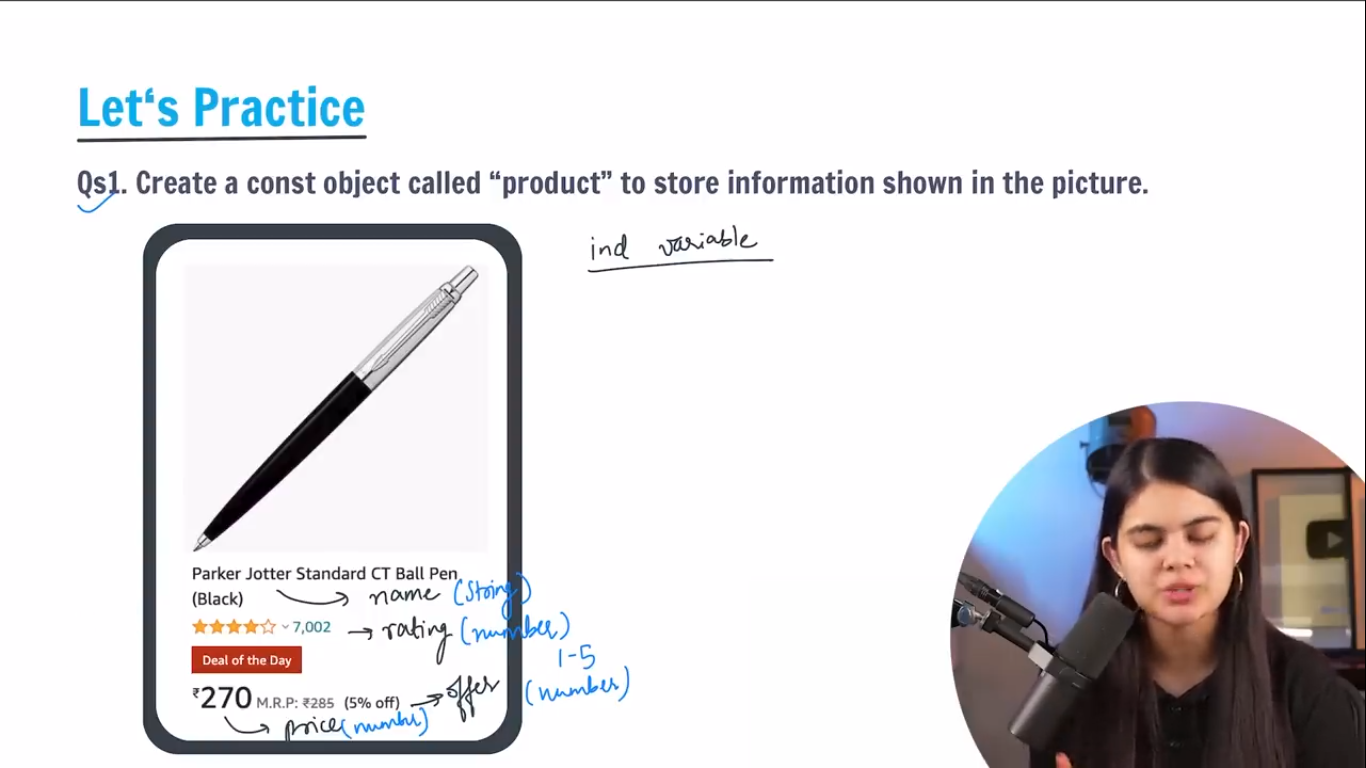 Let‘s Practice
Qs1. Create a const object called “product” to store information shown in the picture.
ind variable
Parker Jotter Standard CT Ball Pen
(Black) name (String)
7,002 → rating (number)
1-5
Deal of the Day
₹270 M.R.P: ₹285 (5% off) → offer (number)
price (number)